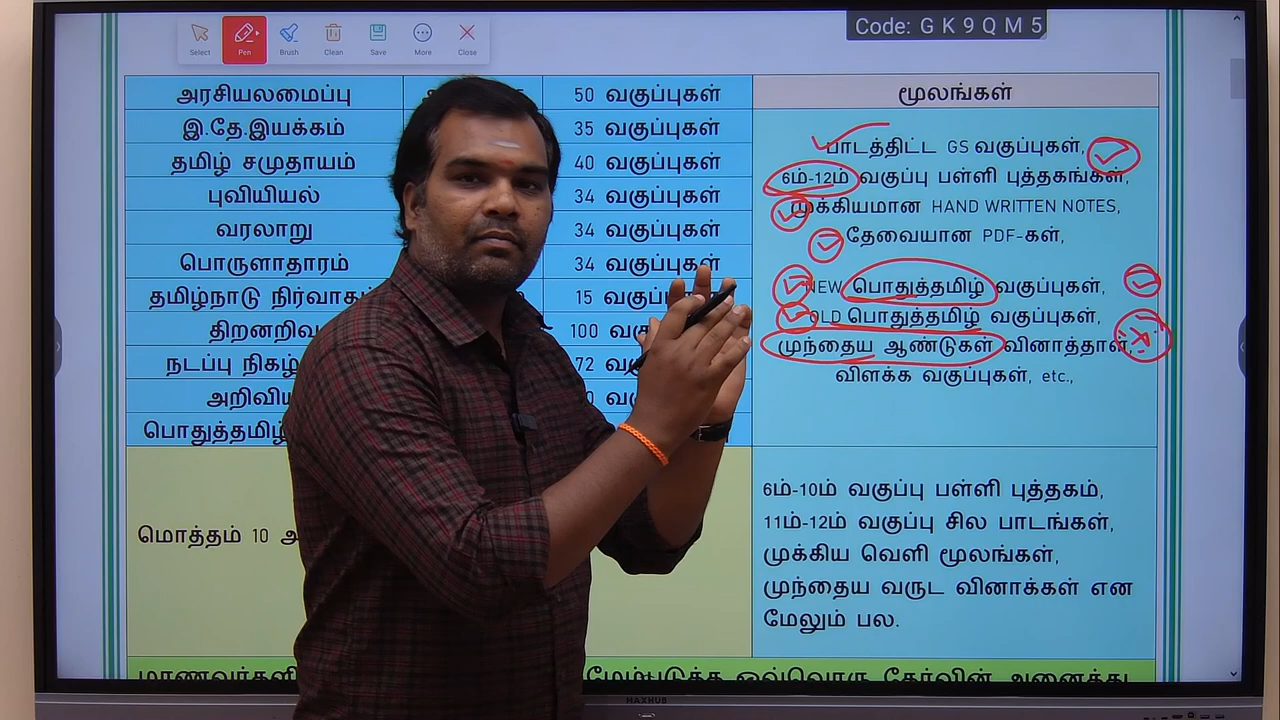 Code: G K 9 Q M 5
Select Pen Brush Clean Save More Close
அரசியலமைப்பு 50 வகுப்புகள் மூலங்கள்
இ.தே.இயக்கம் 35 வகுப்புகள்
தமிழ் சமுதாயம் 40 வகுப்புகள்
புவியியல் 34 வகுப்புகள்
வரலாறு 34 வகுப்புகள்
பொருளாதாரம் 34 வகுப்புகள்
தமிழ்நாடு 15
100
நடப்பு 72
பொதுத்தமிழ்
பாடத்திட்ட GS வகுப்புகள்,
6ம்-12ம் வகுப்பு பள்ளி புத்தகங்கள்,
முக்கியமான HAND WRITTEN NOTES,
தேவையான PDF-கள்,
NEW பொதுத்தமிழ் வகுப்புகள்,
OLD பொதுத்தமிழ் வகுப்புகள்,
முந்தைய ஆண்டுகள் வினாத்தாள்,
விளக்க வகுப்புகள், etc.,
மொத்தம் 10
6ம்-10ம் வகுப்பு பள்ளி புத்தகம்,
11ம்-12ம் வகுப்பு சில பாடங்கள்,
முக்கிய வெளி மூலங்கள்,
முந்தைய வருட வினாக்கள் என
மேலும் பல.
மேம்படுத்த ஒவ்வொரு தேர்வின் அனைத்து
MAXHUB